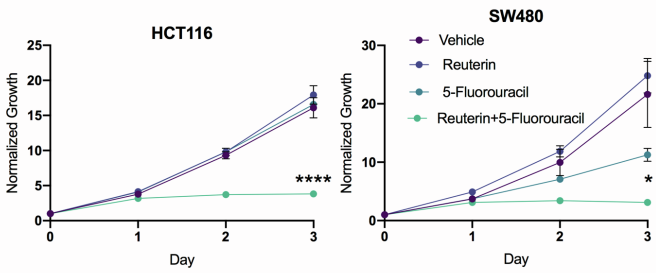 HCT116
Normalized Growth
25
20
15
10
5
0
****
0 1 2 3
Day
SW480
Normalized Growth
30
20
10
0
Vehicle
Reuterin
5-Fluorouracil
Reuterin+5-Fluorouracil
*
0 1 2 3
Day